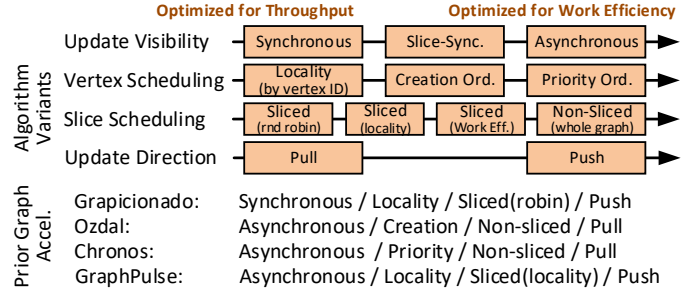 Optimized for Throughput Optimized for Work Efficiency
Update Visibility Synchronous Slice-Sync. Asynchronous
Vertex Scheduling Locality (by vertex ID) Creation Ord. Priority Ord.
Slice Scheduling Sliced (rnd robin) Sliced (locality) Sliced (Work Eff.) Non-Sliced (whole graph)
Update Direction Pull Push
Algorithm Variants
Grapicionado: Synchronous / Locality / Sliced(robin) / Push
Ozdal: Asynchronous / Creation / Non-sliced / Pull
Chronos: Asynchronous / Priority / Non-sliced / Pull
GraphPulse: Asynchronous / Locality / Sliced(locality) / Push
Prior Graph Accel.